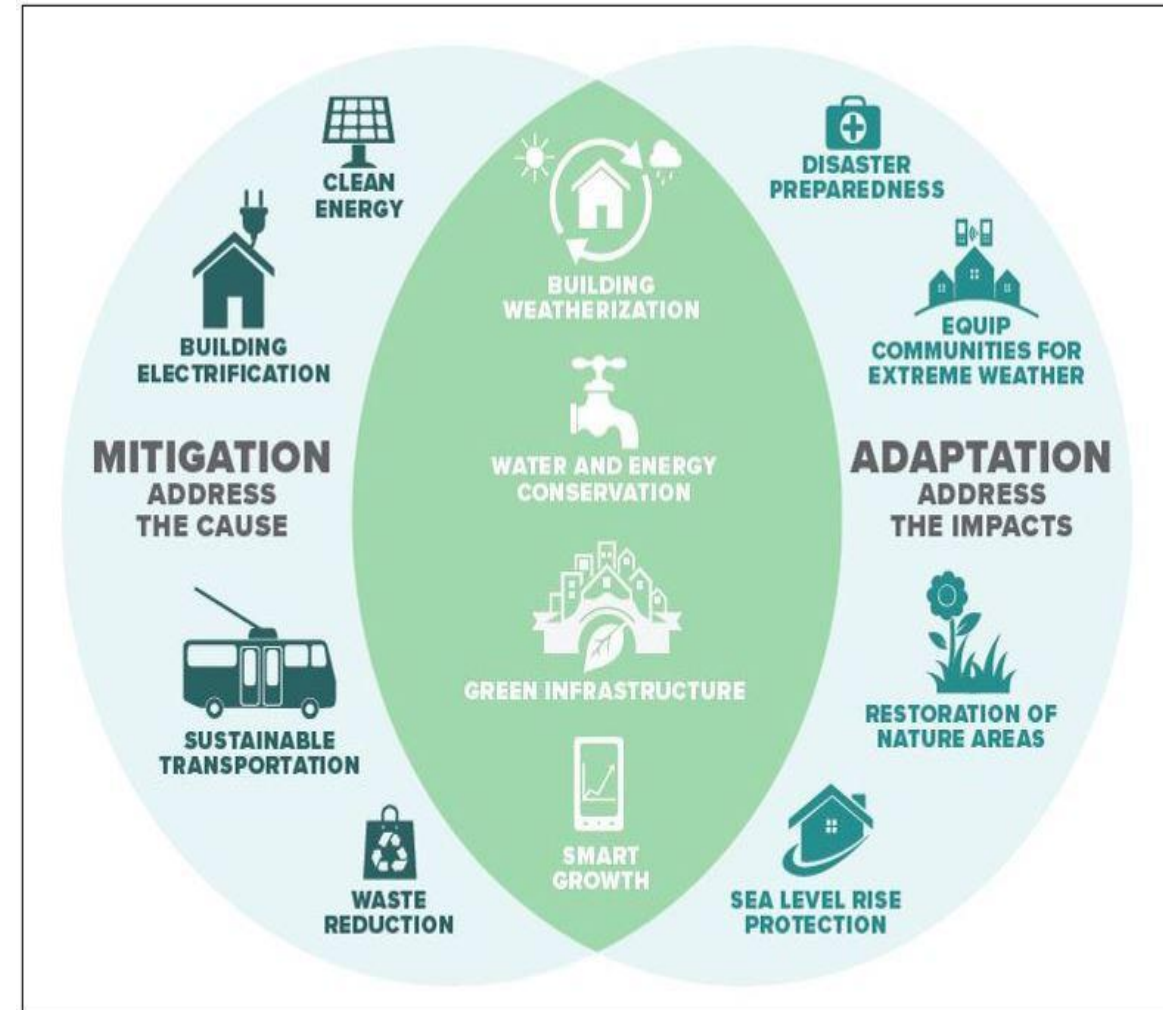 CLEAN
ENERGY
BUILDING
ELECTRIFICATION
MITIGATION
ADDRESS
THE CAUSE
SUSTAINABLE
TRANSPORTATION
WASTE
REDUCTION
BUILDING
WEATHERIZATION
WATER AND ENERGY
CONSERVATION
GREEN INFRASTRUCTURE
SMART
GROWTH
DISASTER
PREPAREDNESS
EQUIP
COMMUNITIES FOR
EXTREME WEATHER
ADAPTATION
ADDRESS
THE IMPACTS
RESTORATION OF
NATURE AREAS
SEA LEVEL RISE
PROTECTION